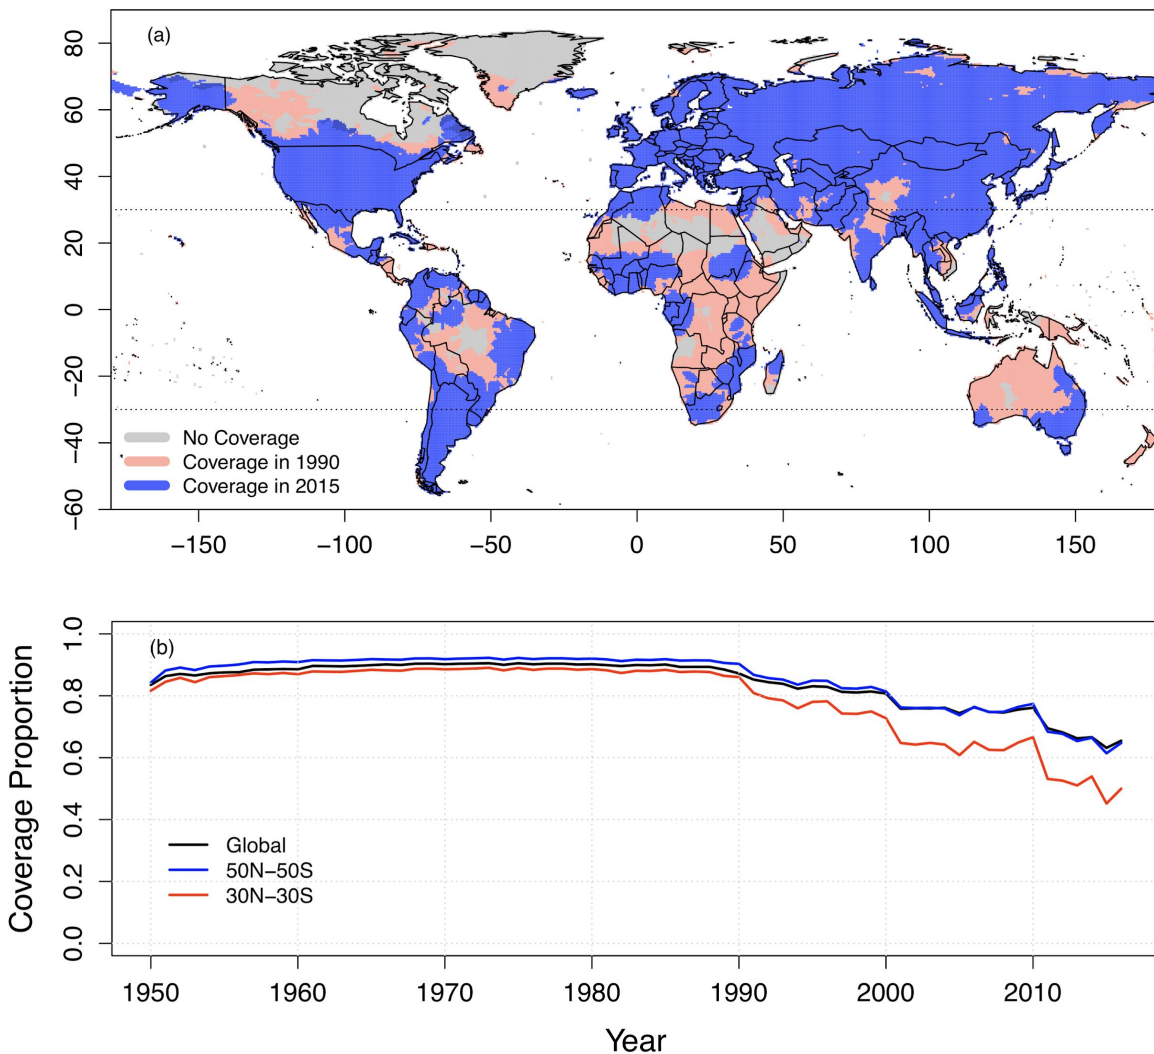 (a)
80
60
40
20
0
−20
−40
−60
No Coverage
Coverage in 1990
Coverage in 2015
−150 −100 −50 0 50 100 150
(b)
Coverage Proportion
1.0
0.8
0.6
0.4
0.2
0.0
Global
50N−50S
30N−30S
1950 1960 1970 1980 1990 2000 2010
Year